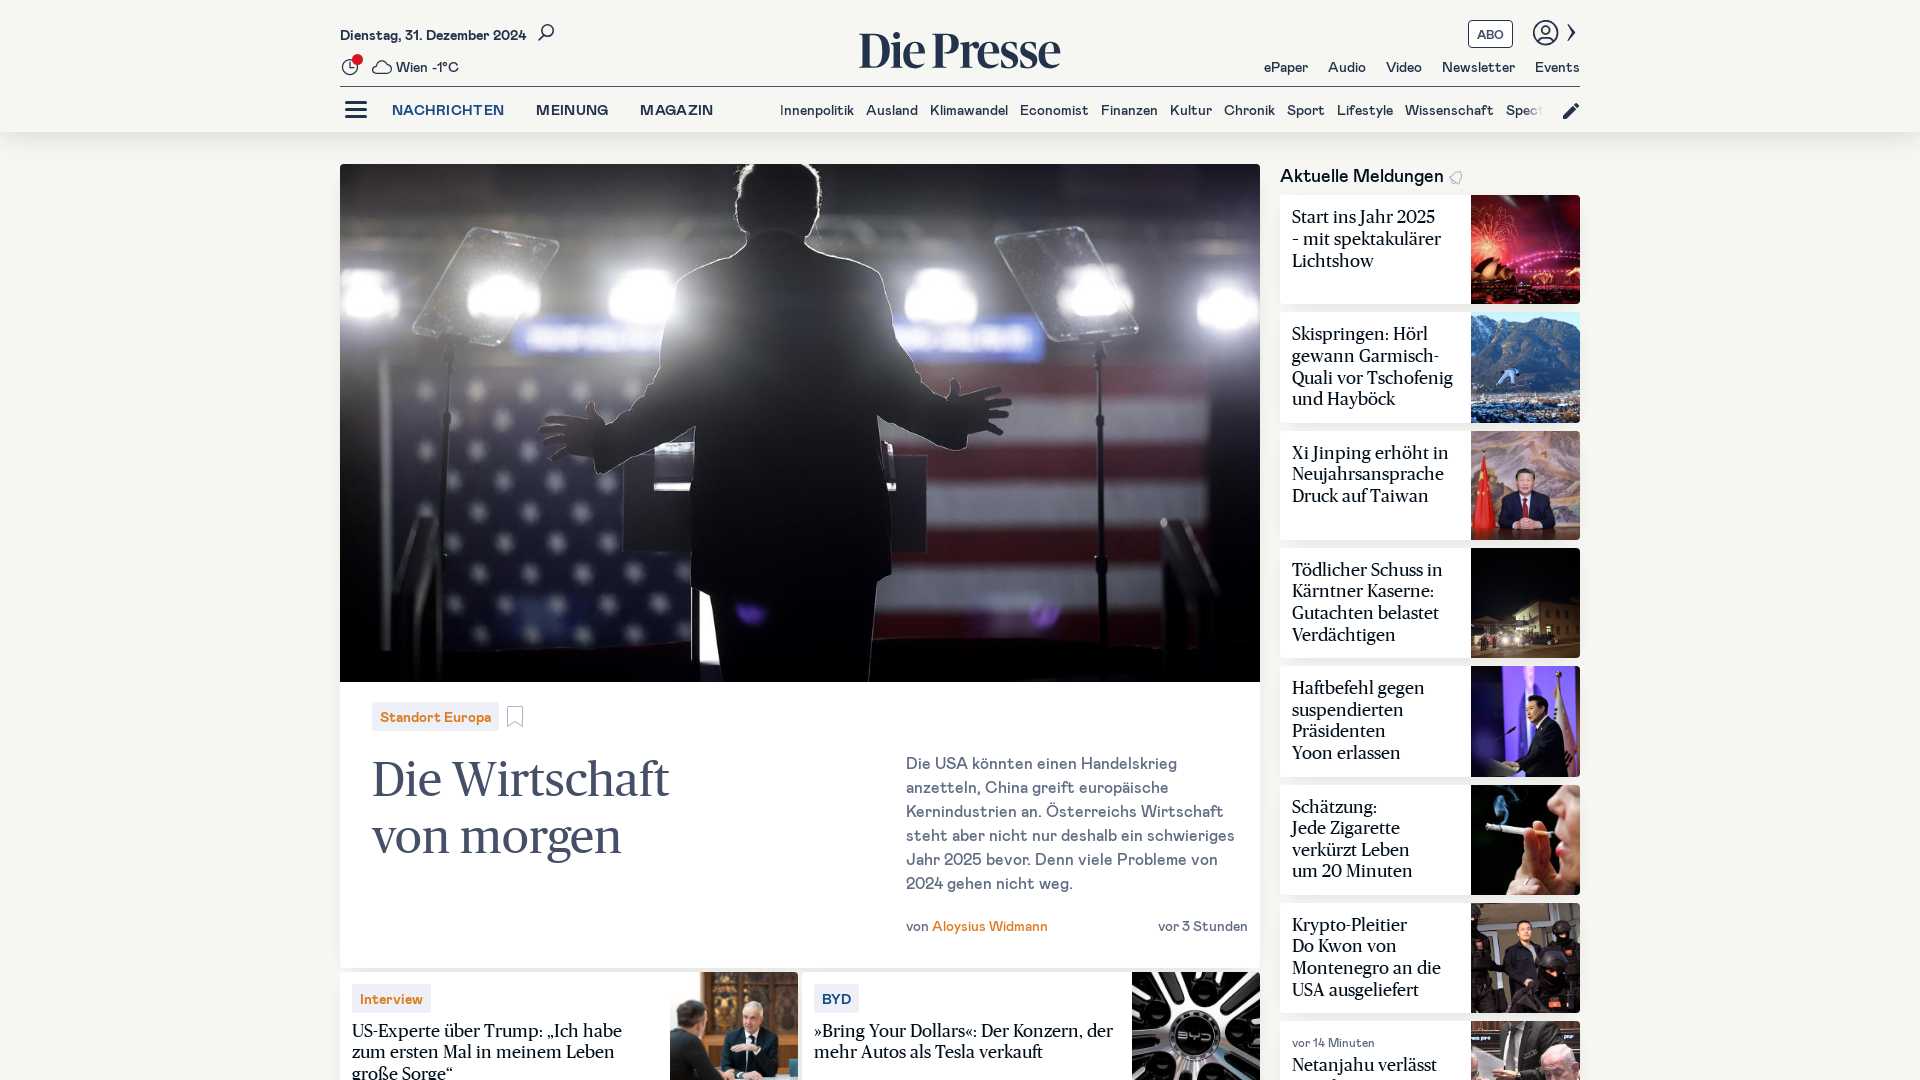 Dienstag, 31. Dezember 2024
Wien -1°C
Die Presse
ABO
ePaper Audio Video Newsletter Events
NACHRICHTEN MEINUNG MAGAZIN
Innenpolitik Ausland Klimawandel Economist Finanzen Kultur Chronik Sport Lifestyle Wissenschaft Spect
Standort Europa
Die Wirtschaft
von morgen
Die USA könnten einen Handelskrieg
anzetteln, China greift europäische
Kernindustrien an. Österreichs Wirtschaft
steht aber nicht nur deshalb ein schwieriges
Jahr 2025 bevor. Denn viele Probleme von
2024 gehen nicht weg.
von Aloysius Widmann
vor 3 Stunden
Interview
US-Experte über Trump: „Ich habe
zum ersten Mal in meinem Leben
große Sorge“
BYD
»Bring Your Dollars«: Der Konzern, der
mehr Autos als Tesla verkauft
BYD
Aktuelle Meldungen
Start ins Jahr 2025
– mit spektakulärer
Lichtshow
Skispringen: Hörl
gewann Garmisch-
Quali vor Tschofenig
und Hayböck
Xi Jinping erhöht in
Neujahrsansprache
Druck auf Taiwan
Tödlicher Schuss in
Kärntner Kaserne:
Gutachten belastet
Verdächtigen
Haftbefehl gegen
suspendierten
Präsidenten
Yoon erlassen
Schätzung:
Jede Zigarette
verkürzt Leben
um 20 Minuten
Krypto-Pleitier
Do Kwon von
Montenegro an die
USA ausgeliefert
vor 14 Minuten
Netanjahu verlässt